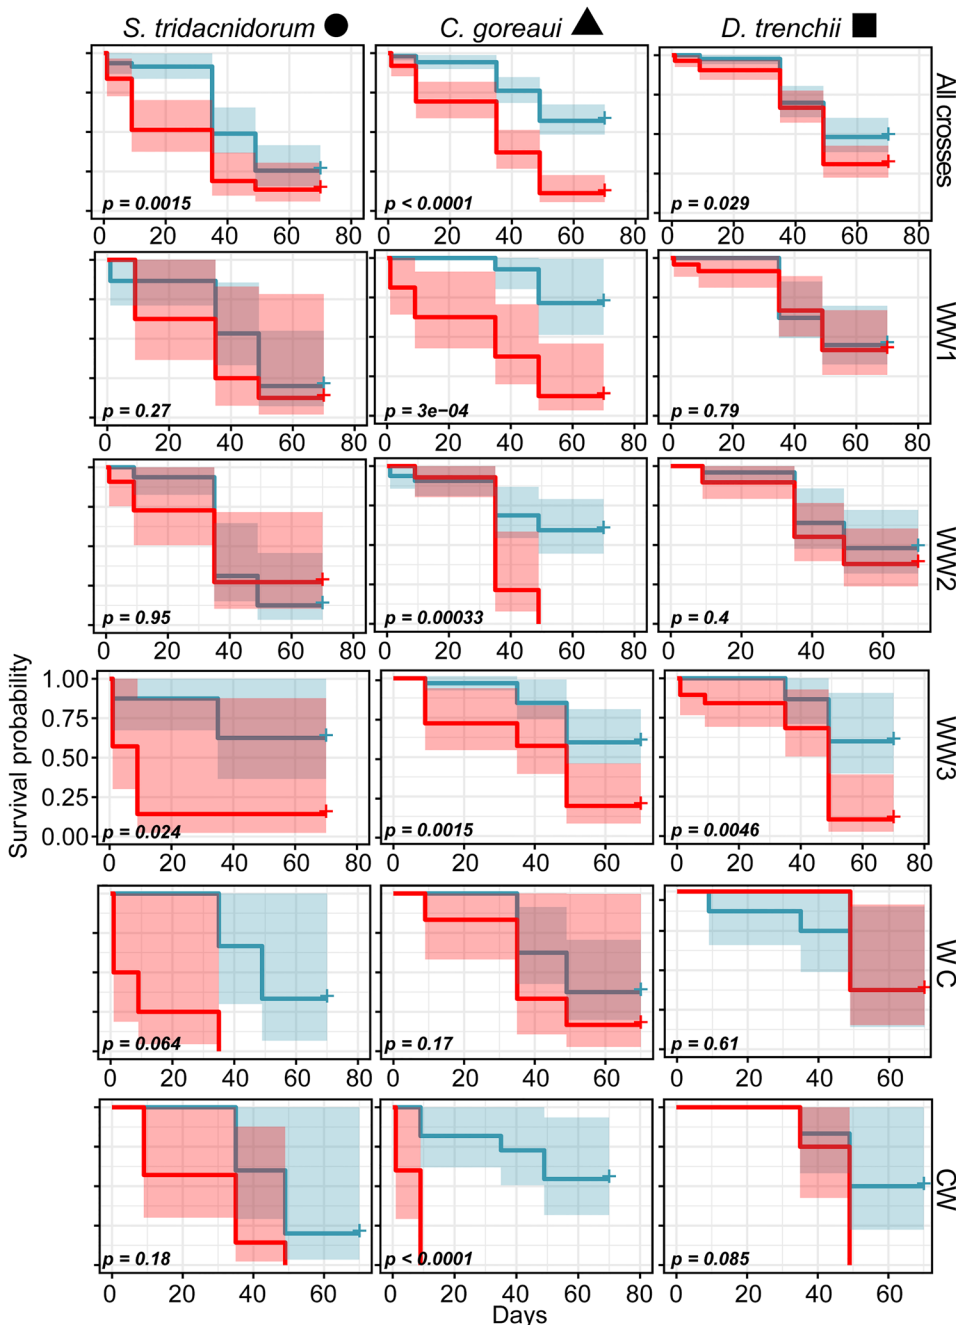 S. tridacnidorum C. goreaui D. trenchii
p = 0.0015 p < 0.0001 p = 0.029 All crosses
0 20 40 60 80 0 20 40 60 80 0 20 40 60 80
p = 0.27 p = 3e−04 p = 0.79 WW1
0 20 40 60 80 0 20 40 60 80 0 20 40 60 80
p = 0.95 p = 0.00033 p = 0.4 WW2
0 20 40 60 80 0 20 40 60 80 0 20 40 60
Survival probability
1.00
0.75
0.50
0.25
0.00
p = 0.024 p = 0.0015 p = 0.0046 WW3
0 20 40 60 80 0 20 40 60 0 20 40 60 80
p = 0.064 p = 0.17 p = 0.61 W C
0 20 40 60 80 0 20 40 60 0 20 40 60
p = 0.18 p < 0.0001 p = 0.085 CW
0 20 40 60 0 20 40 60 80 0 20 40 60
Days